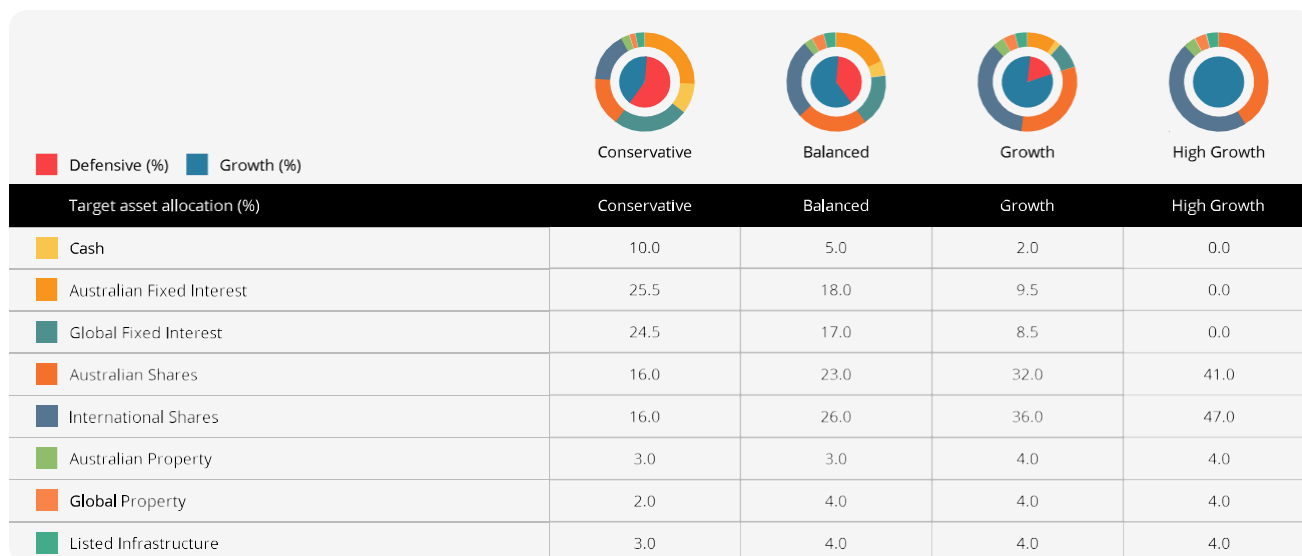 Conservative Balanced Growth High Growth
Defensive (%) Growth (%)
Target asset allocation (%) Conservative Balanced Growth High Growth
Cash 10.0 5.0 2.0 0.0
Australian Fixed Interest 25.5 18.0 9.5 0.0
Global Fixed Interest 24.5 17.0 8.5 0.0
Australian Shares 16.0 23.0 32.0 41.0
International Shares 16.0 26.0 36.0 47.0
Australian Property 3.0 3.0 4.0 4.0
Global Property 2.0 4.0 4.0 4.0
Listed Infrastructure 3.0 4.0 4.0 4.0